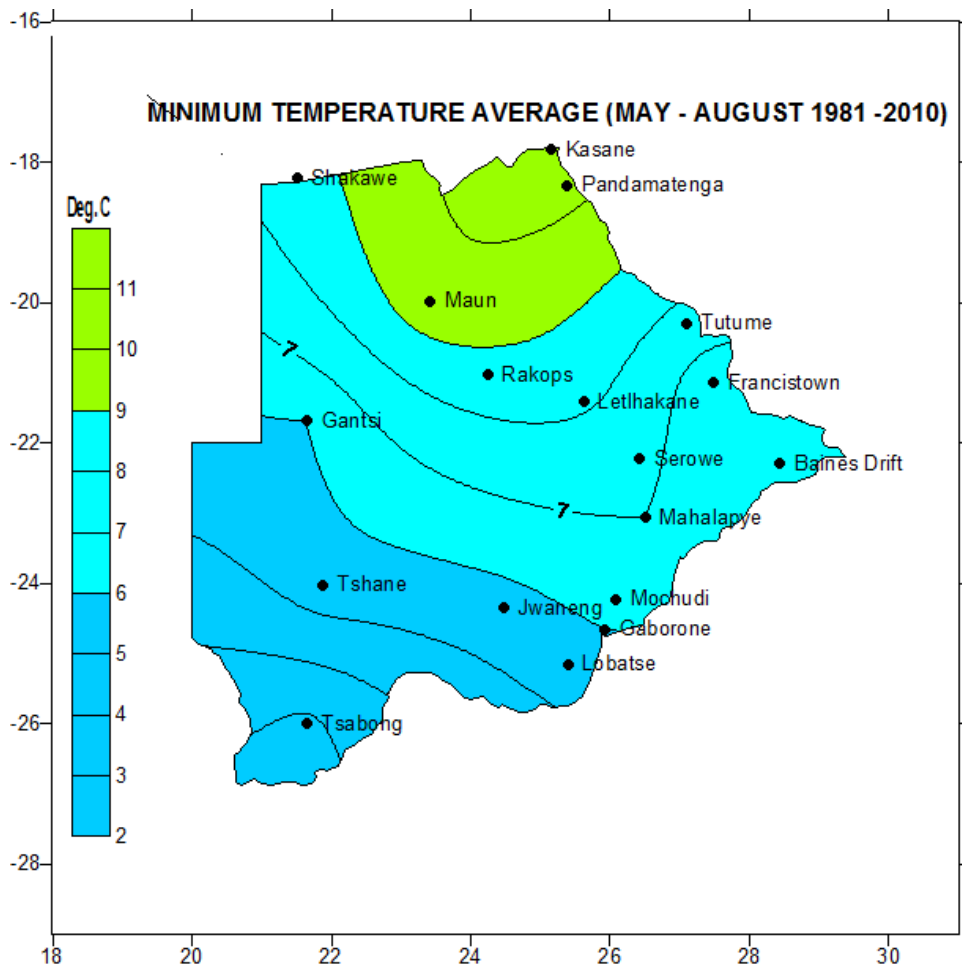 -16
MINIMUM TEMPERATURE AVERAGE (MAY - AUGUST 1981 -2010)
Kasane
-18
Shakawe
Pandamatenga
Deg.C
11
-20
Maun
Tutume
10
7
Rakops
Francistown
Letlhakane
9
Gantsi
-22
Serowe
Baines Drift
8
7
Mahalapye
7
-24
Tshane
Mochudi
6
Jwaneng
Gaborone
5
Lobatse
4
-26
Tsabong
3
2
-28
18
20
22
24
26
28
30